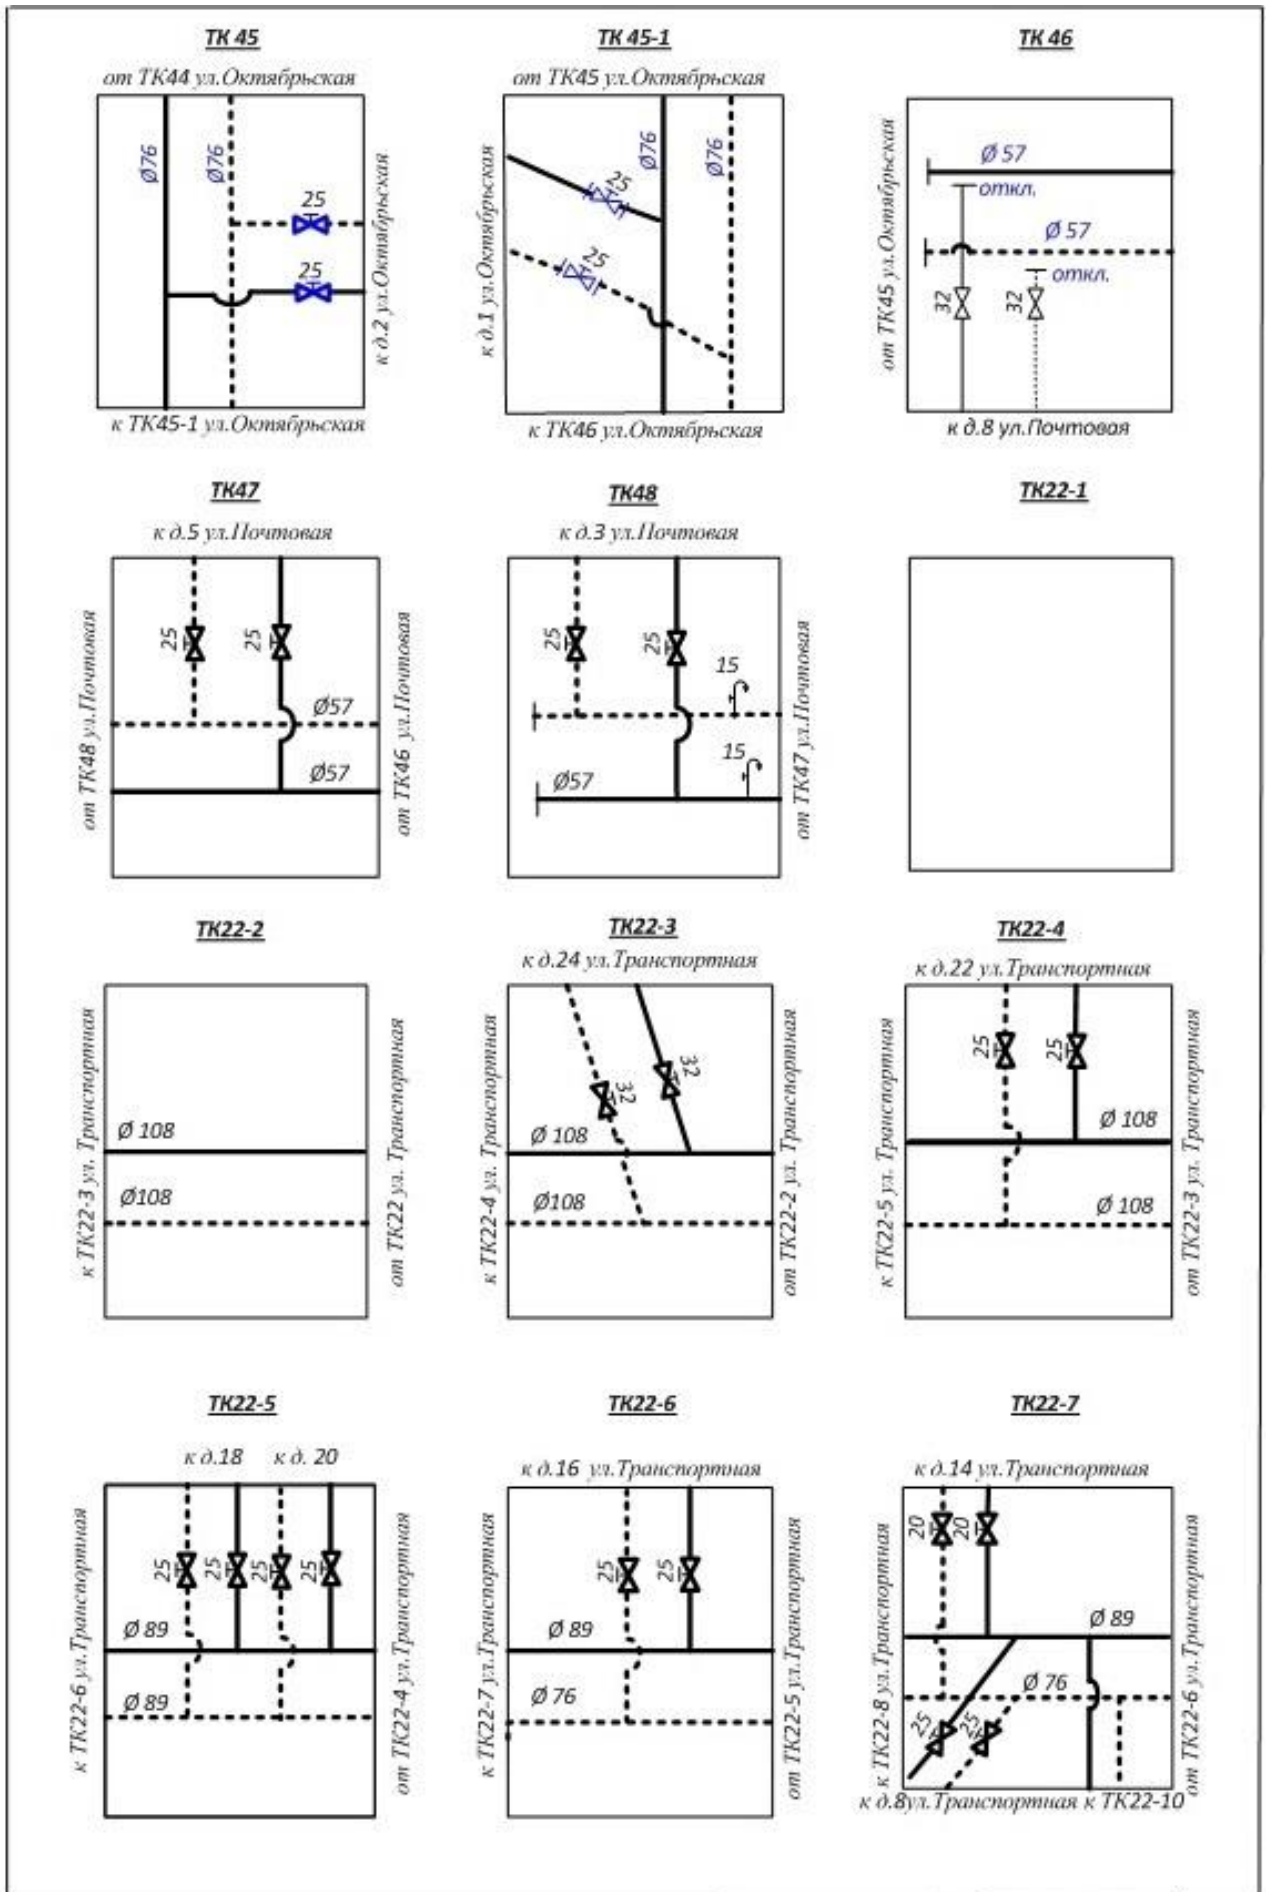 ТК 45
от ТК44 ул.Октябрьская
Ø76
Ø76
25
25
к д.2 ул.Октябрьская
к ТК45-1 ул.Октябрьская
ТК 45-1
от ТК45 ул.Октябрьская
к д.1 ул.Октябрьская
25
25
Ø76
Ø76
к ТК46 ул.Октябрьская
ТК 46
от ТК45 ул.Октябрьская
Ø 57
откл.
Ø 57
откл.
32
32
к д.8 ул.Почтовая
ТК47
к д.5 ул.Почтовая
от ТК48 ул.Почтовая
25
25
Ø57
Ø57
от ТК46 ул.Почтовая
ТК48
к д.3 ул.Почтовая
25
25
15
15
Ø57
от ТК47 ул.Почтовая
ТК22-1
ТК22-2
к ТК22-3 ул. Транспортная
Ø 108
Ø108
от ТК22 ул. Транспортная
ТК22-3
к д.24 ул.Транспортная
к ТК22-4 ул. Транспортная
32
32
Ø 108
Ø108
от ТК22-2 ул. Транспортная
ТК22-4
к д.22 ул.Транспортная
к ТК22-5 ул. Транспортная
25
25
Ø 108
Ø 108
от ТК22-3 ул. Транспортная
ТК22-5
к д.18 к д. 20
к ТК22-6 ул.Транспортная
25
25
25
25
Ø 89
Ø 89
от ТК22-4 ул.Транспортная
ТК22-6
к д.16 ул.Транспортная
к ТК22-7 ул.Транспортная
25
25
Ø 89
Ø 76
от ТК22-5 ул.Транспортная
ТК22-7
к д.14 ул.Транспортная
к ТК22-8 ул.Транспортная
20
20
Ø 89
Ø 76
25
25
от ТК22-6 ул.Транспортная
к д.8ул.Транспортная к ТК22-10